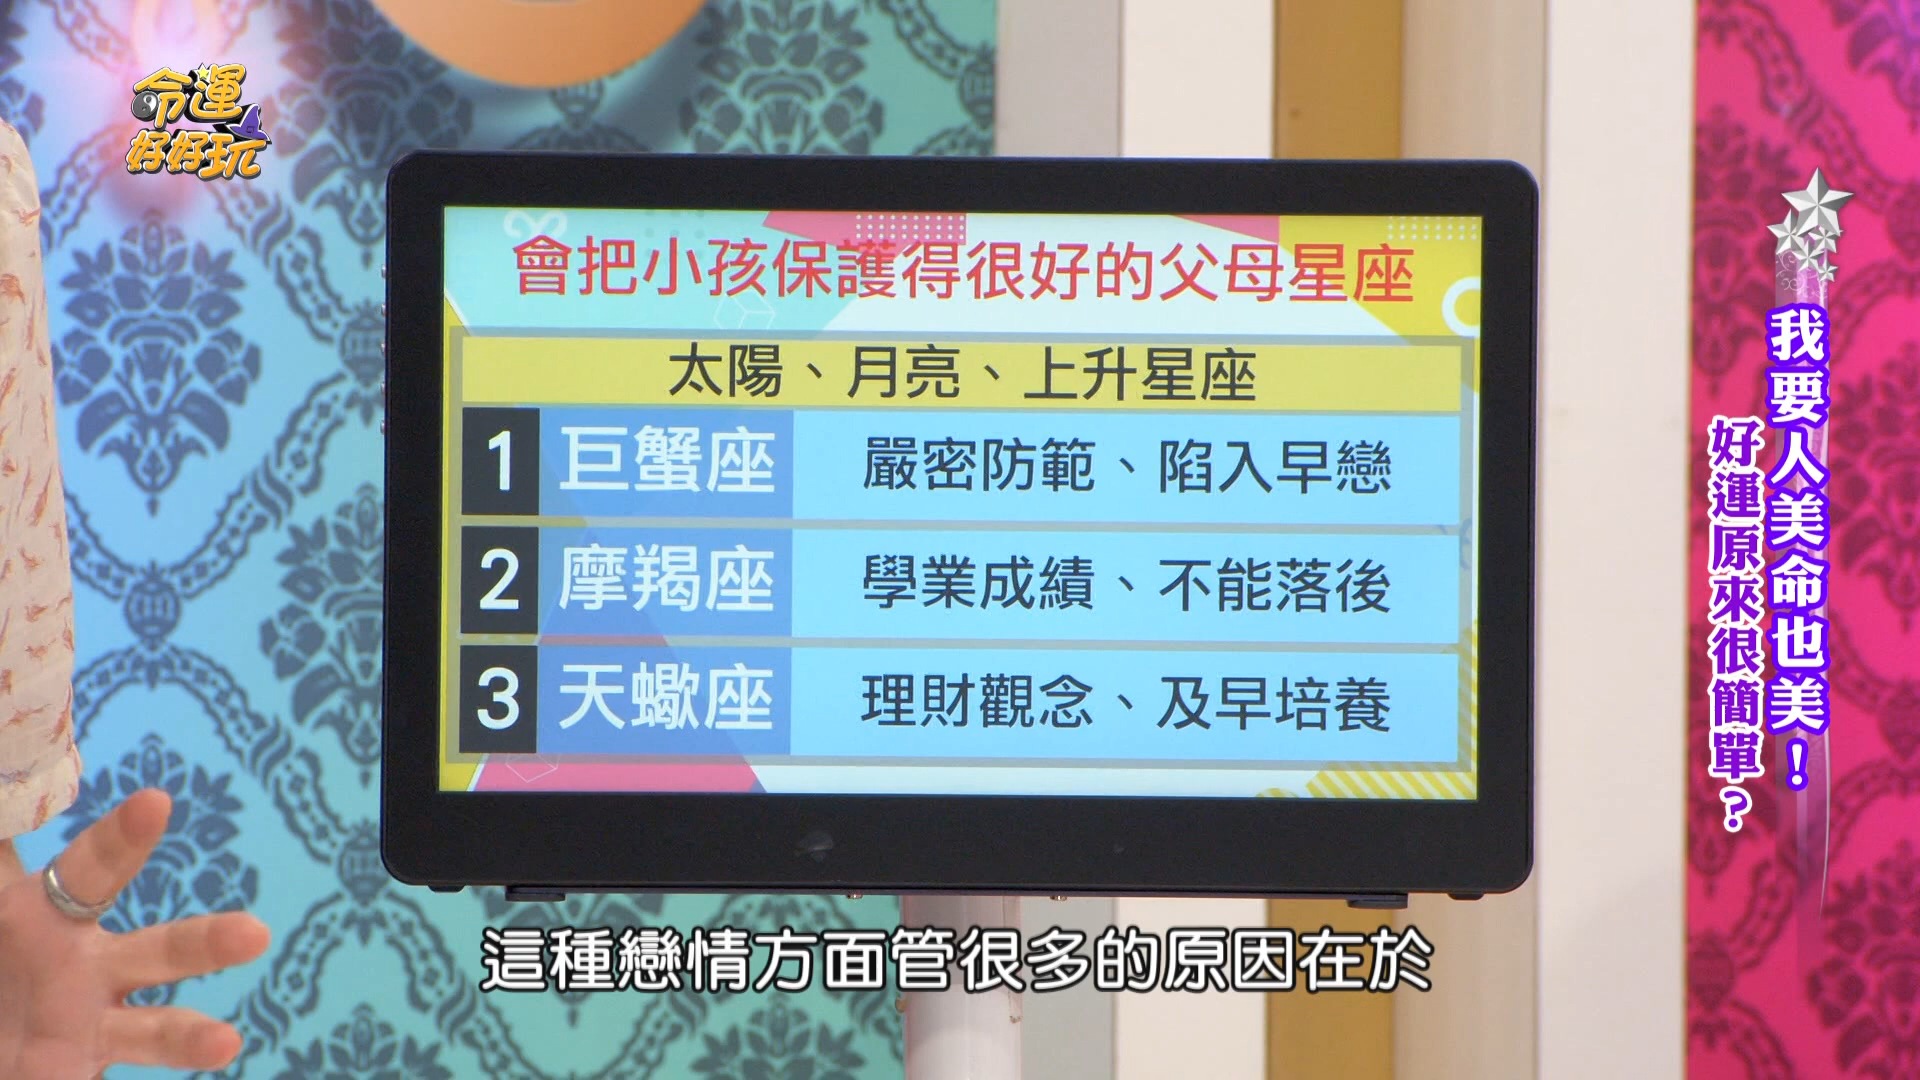 命運
好好玩
會把小孩保護得很好的父母星座
太陽、月亮、上升星座
1 巨蟹座 嚴密防範、陷入早戀
2 摩羯座 學業成績、不能落後
3 天蠍座 理財觀念、及早培養
我要人美命也美！
好運原來很簡單？
這種戀情方面管很多的原因在於